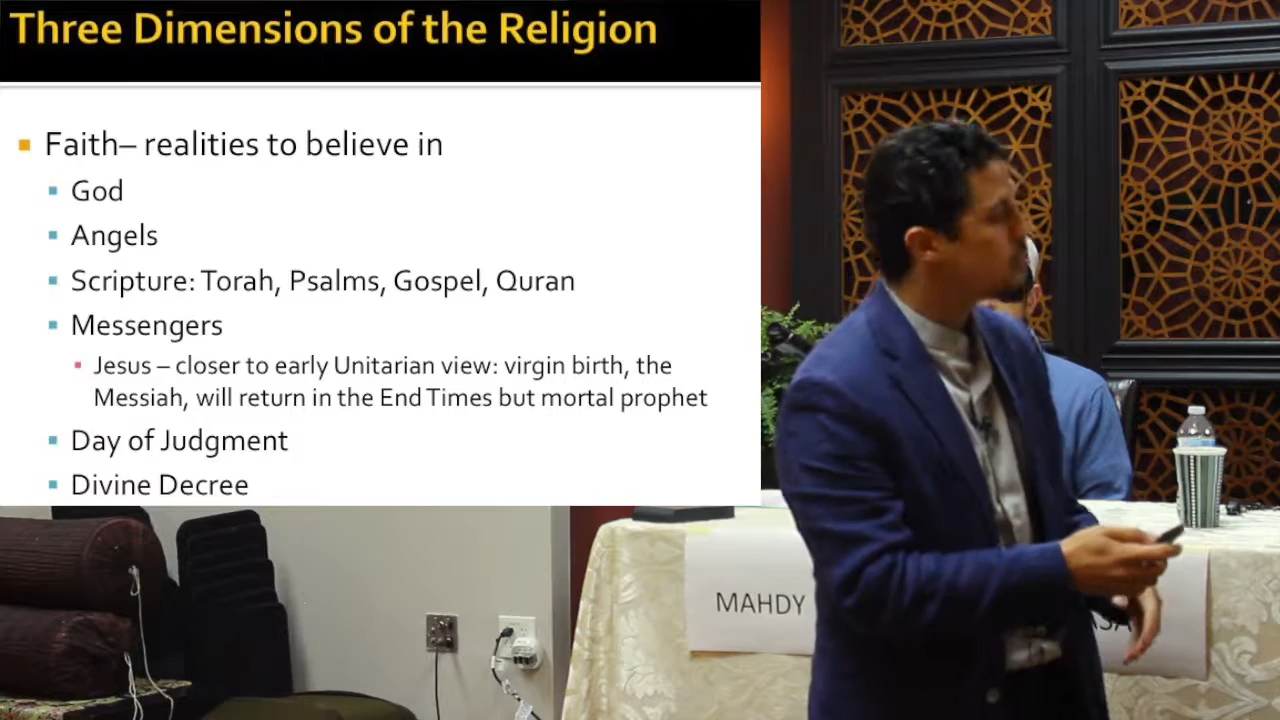 Three Dimensions of the Religion
Faith– realities to believe in
God
Angels
Scripture: Torah, Psalms, Gospel, Quran
Messengers
Jesus – closer to early Unitarian view: virgin birth, the
Messiah, will return in the End Times but mortal prophet
Day of Judgment
Divine Decree
MAHDY